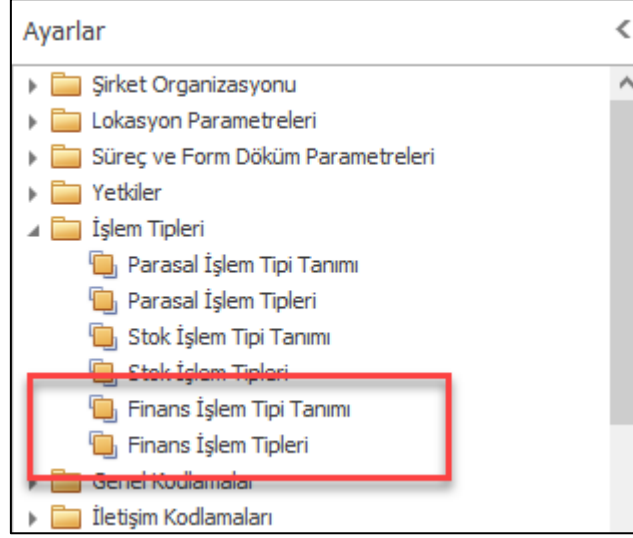 Ayarlar
Şirket Organizasyonu
Lokasyon Parametreleri
Süreç ve Form Döküm Parametreleri
Yetkiler
İşlem Tipleri
Parasal İşlem Tipi Tanımı
Parasal İşlem Tipleri
Stok İşlem Tipi Tanımı
Stok İşlem Tipleri
Finans İşlem Tipi Tanımı
Finans İşlem Tipleri
Genel Kodlamalar
İletişim Kodlamaları